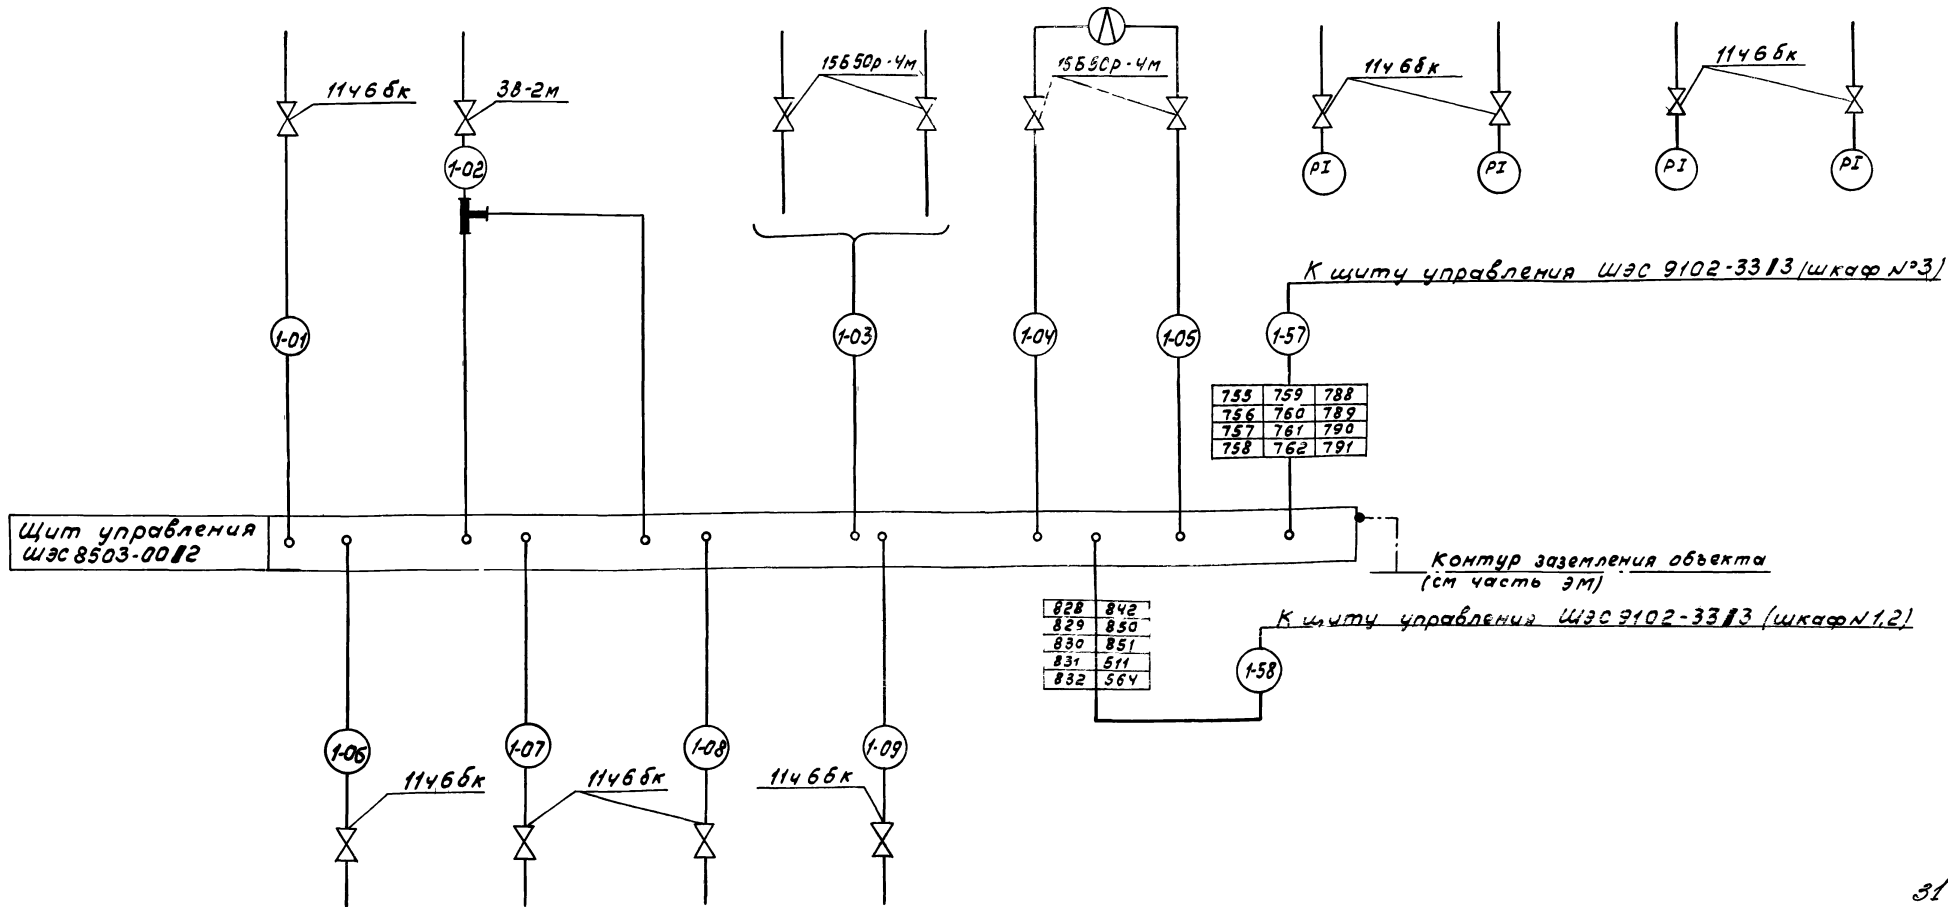 11ч6бк
3В-2м
15Б50р-4м
15Б50р-4м
11ч6бк
11ч6бк
1-02
PI
PI
PI
PI
К щиту управления ШЭС 9102-33 3 (шкаф №3)
1-01
1-03
1-04
1-05
1-57
755 759 788
756 760 789
757 761 790
758 762 791
Щит управления
ШЭС 8503-00 2
Контур заземления объекта
(см часть ЭМ)
828 842
829 850
830 851
831 511
832 564
К щиту управления ШЭС 9102-33 3 (шкаф N 1,2)
1-58
1-06
1-07
1-08
1-09
11ч6бк
11ч6бк
11ч6бк
31